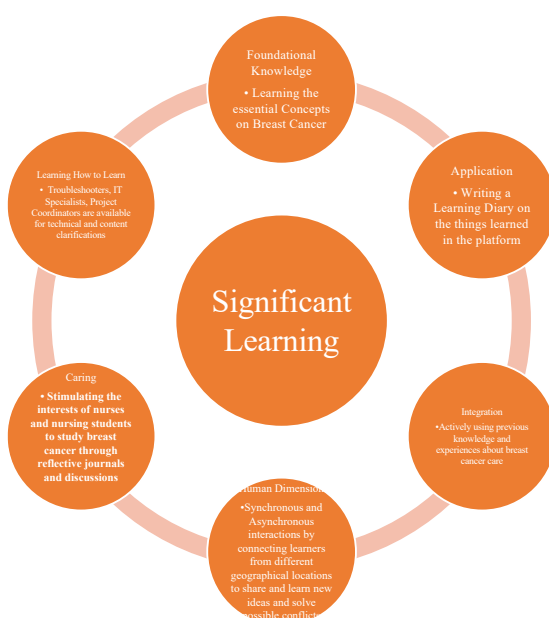 Foundational
Knowledge
• Learning the
essential Concepts
on Breast Cancer
Application
• Writing a
Learning Diary on
the things learned
in the platform
Integration
•Actively using previous
knowledge and
experiences about breast
cancer care
Human Dimension
•Synchronous and
Asynchronous
interactions by
connecting learners
from different
geographical locations
to share and learn new
ideas and solve
possible conflicts
Caring
• Stimulating the
interests of nurses
and nursing students
to study breast
cancer through
reflective journals
and discussions
Learning How to Learn
• Troubleshooters, IT
Specialists, Project
Coordinators are available
for technical and content
clarifications
Significant
Learning